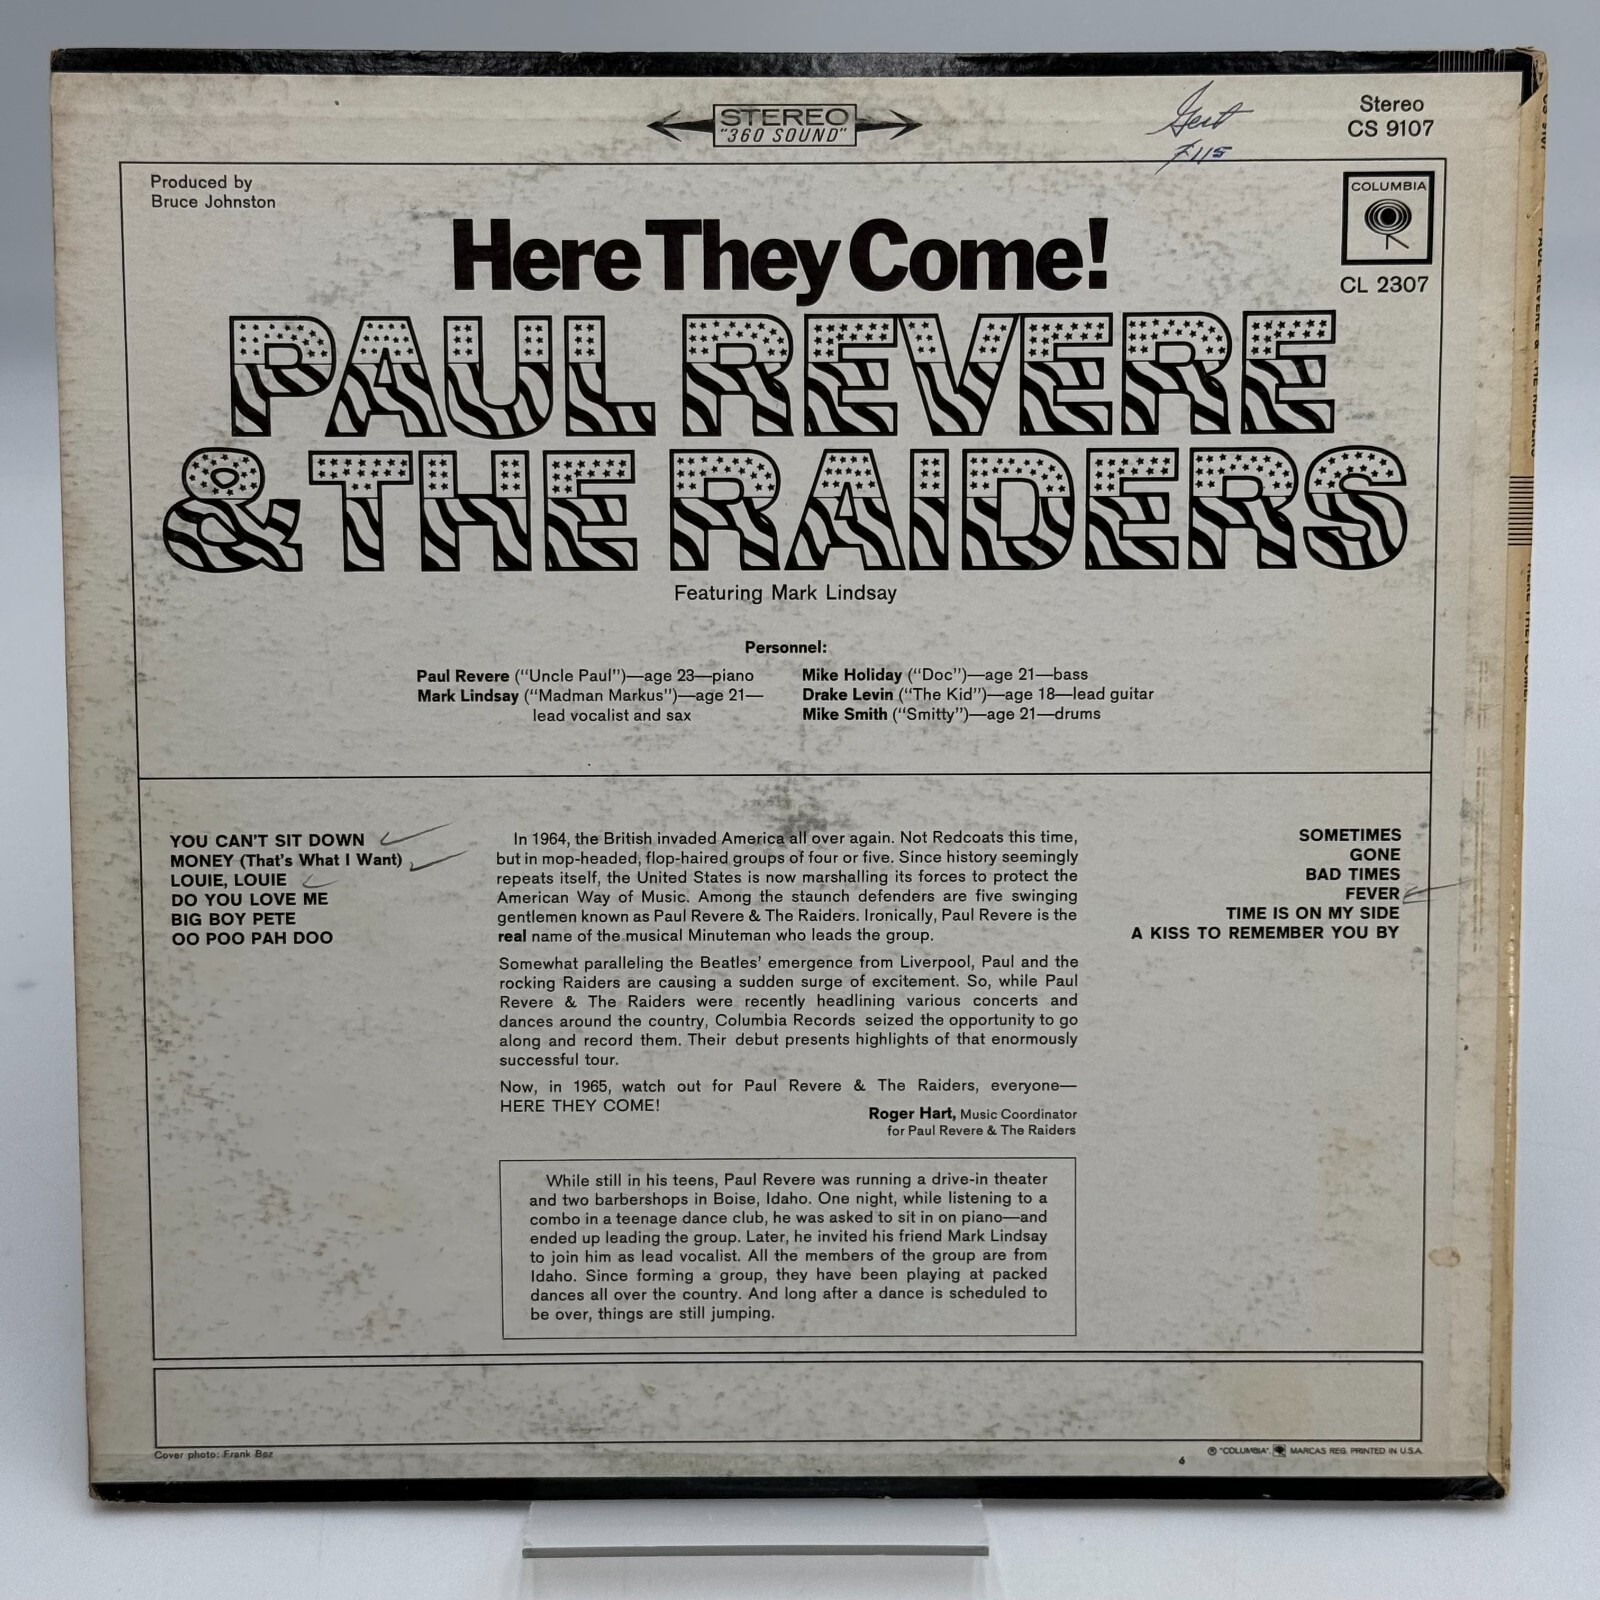 STEREO
"360 SOUND"
Stereo
CS 9107
F115
Produced by
Bruce Johnston
COLUMBIA
CL 2307
Here They Come!
PAUL REVERE
& THE RAIDERS
Featuring Mark Lindsay
Personnel:
Paul Revere (“Uncle Paul”)—age 23—piano
Mark Lindsay (“Madman Markus”)—age 21—
lead vocalist and sax
Mike Holiday (“Doc”)—age 21—bass
Drake Levin (“The Kid”)—age 18—lead guitar
Mike Smith (“Smitty”)—age 21—drums
YOU CAN'T SIT DOWN
MONEY (That's What I Want)
LOUIE, LOUIE
DO YOU LOVE ME
BIG BOY PETE
OO POO PAH DOO
In 1964, the British invaded America all over again. Not Redcoats this time,
but in mop-headed, flop-haired groups of four or five. Since history seemingly
repeats itself, the United States is now marshalling its forces to protect the
American Way of Music. Among the staunch defenders are five swinging
gentlemen known as Paul Revere & The Raiders. Ironically, Paul Revere is the
real name of the musical Minuteman who leads the group.
Somewhat paralleling the Beatles' emergence from Liverpool, Paul and the
rocking Raiders are causing a sudden surge of excitement. So, while Paul
Revere & The Raiders were recently headlining various concerts and
dances around the country, Columbia Records seized the opportunity to go
along and record them. Their debut presents highlights of that enormously
successful tour.
Now, in 1965, watch out for Paul Revere & The Raiders, everyone—
HERE THEY COME!
Roger Hart, Music Coordinator
for Paul Revere & The Raiders
SOMETIMES
GONE
BAD TIMES
FEVER
TIME IS ON MY SIDE
A KISS TO REMEMBER YOU BY
While still in his teens, Paul Revere was running a drive-in theater
and two barbershops in Boise, Idaho. One night, while listening to a
combo in a teenage dance club, he was asked to sit in on piano—and
ended up leading the group. Later, he invited his friend Mark Lindsay
to join him as lead vocalist. All the members of the group are from
Idaho. Since forming a group, they have been playing at packed
dances all over the country. And long after a dance is scheduled to
be over, things are still jumping.
Cover photo: Frank Bez
6
® "COLUMBIA", MARCAS REG. PRINTED IN U.S.A.